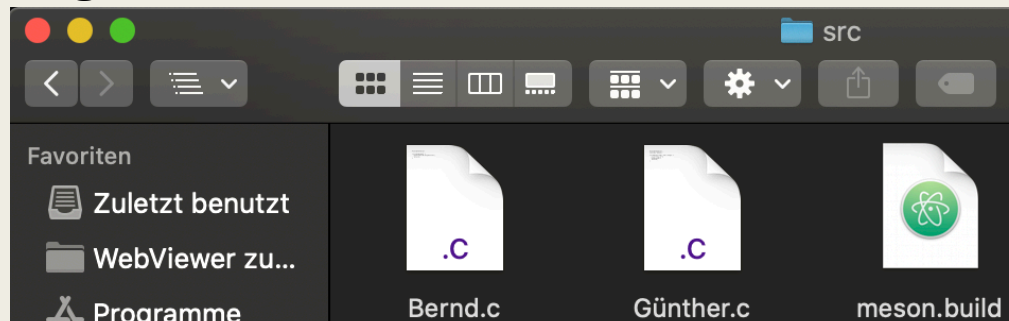 src
Favoriten
Zuletzt benutzt
WebViewer zu...
Programme
.C
.C
Bernd.c
Günther.c
meson.build